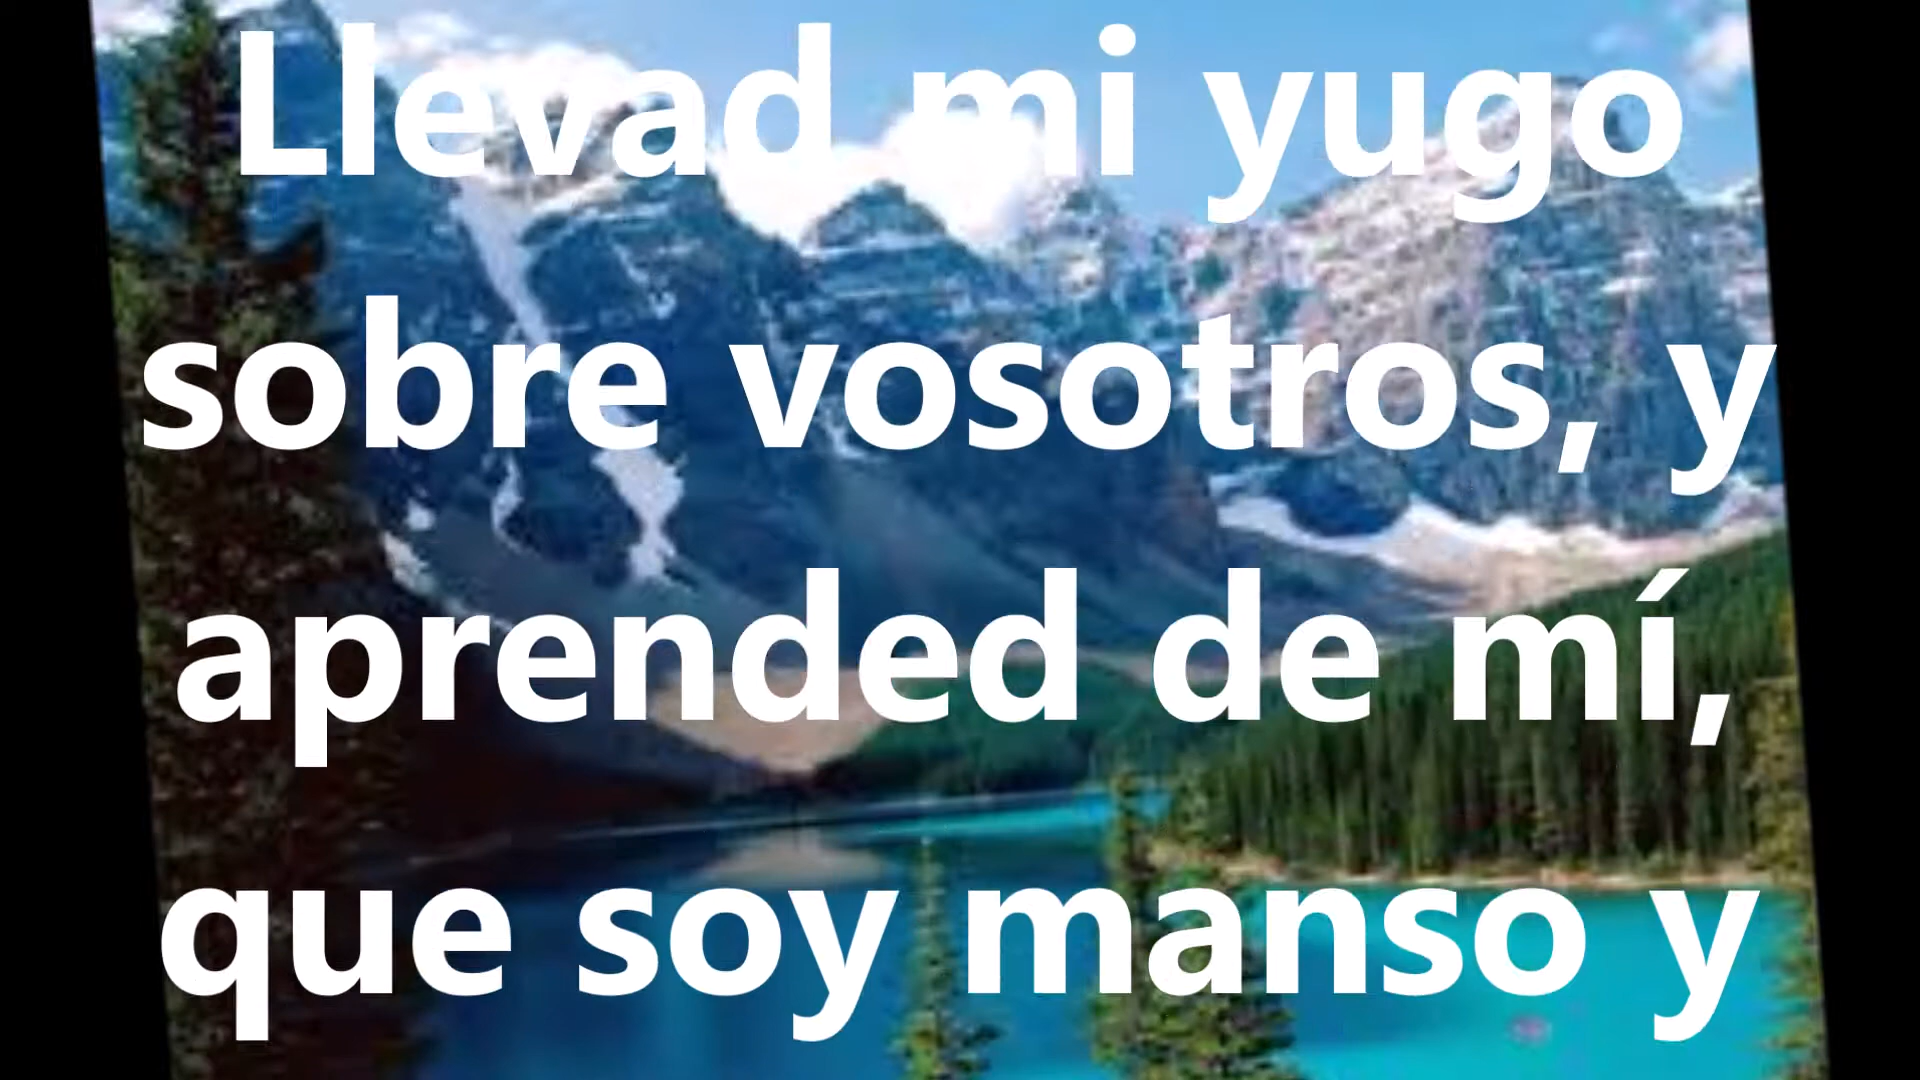 Llevad mi yugo
sobre vosotros, y
aprended de mí,
que soy manso y